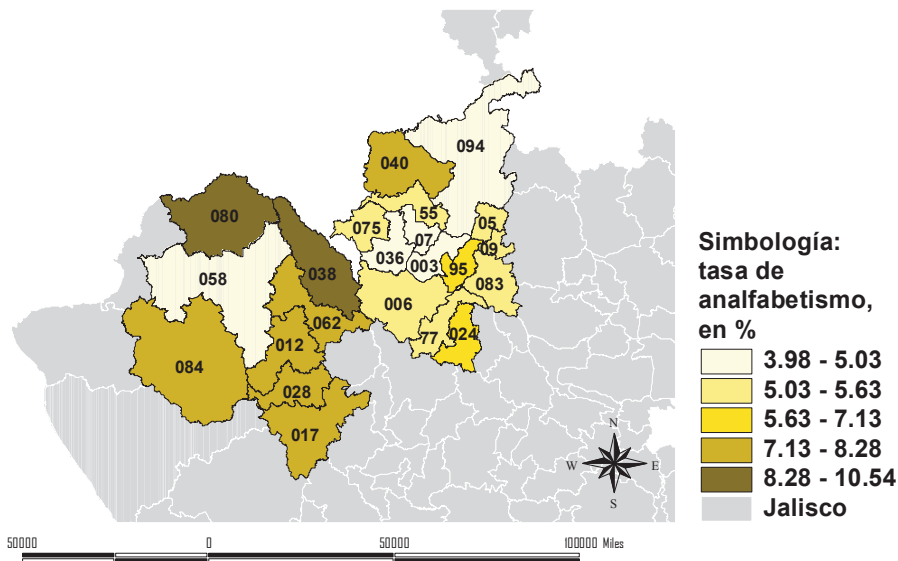 094
040
080
55
05
075
07
09
036
003
95
058
038
083
006
062
77
024
012
084
028
017
Simbología:
tasa de
analfabetismo,
en %
3.98 - 5.03
5.03 - 5.63
5.63 - 7.13
7.13 - 8.28
8.28 - 10.54
Jalisco
N
W E
S
50000 0 50000 100000 Miles